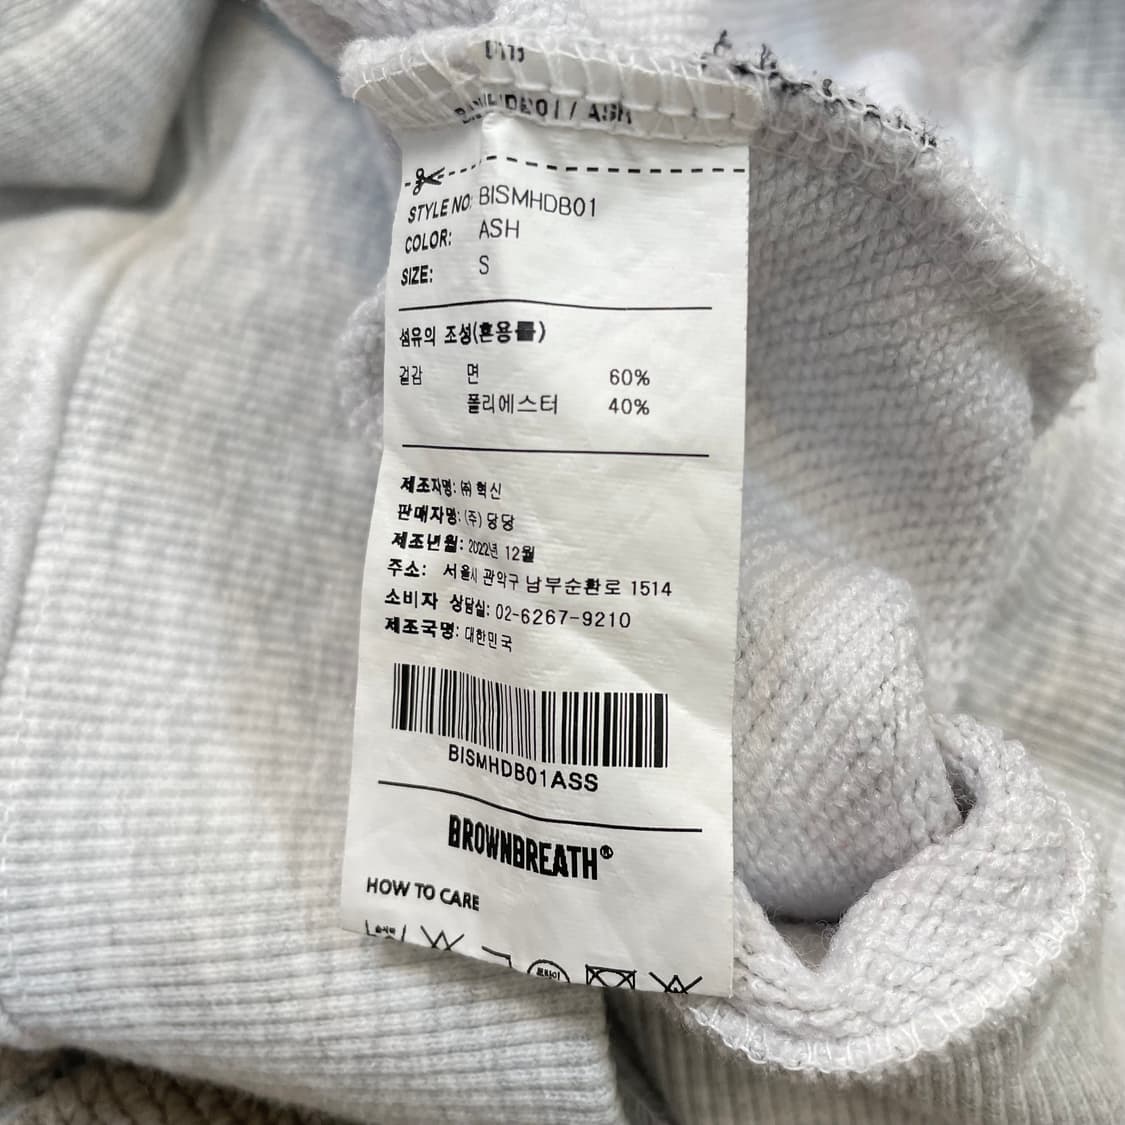 / ASH
STYLE NO: BISMHDB01
COLOR: ASH
SIZE: S
섬유의 조성(혼용률)
겉감 면 60%
폴리에스터 40%
제조자명: ㈜ 혁신
판매자명: (주) 당당
제조년월: 2022년 12월
주소: 서울시 관악구 남부순환로 1514
소비자 상담실: 02-6267-9210
제조국명: 대한민국
BISMHDB01ASS
BROWNBREATH®
HOW TO CARE